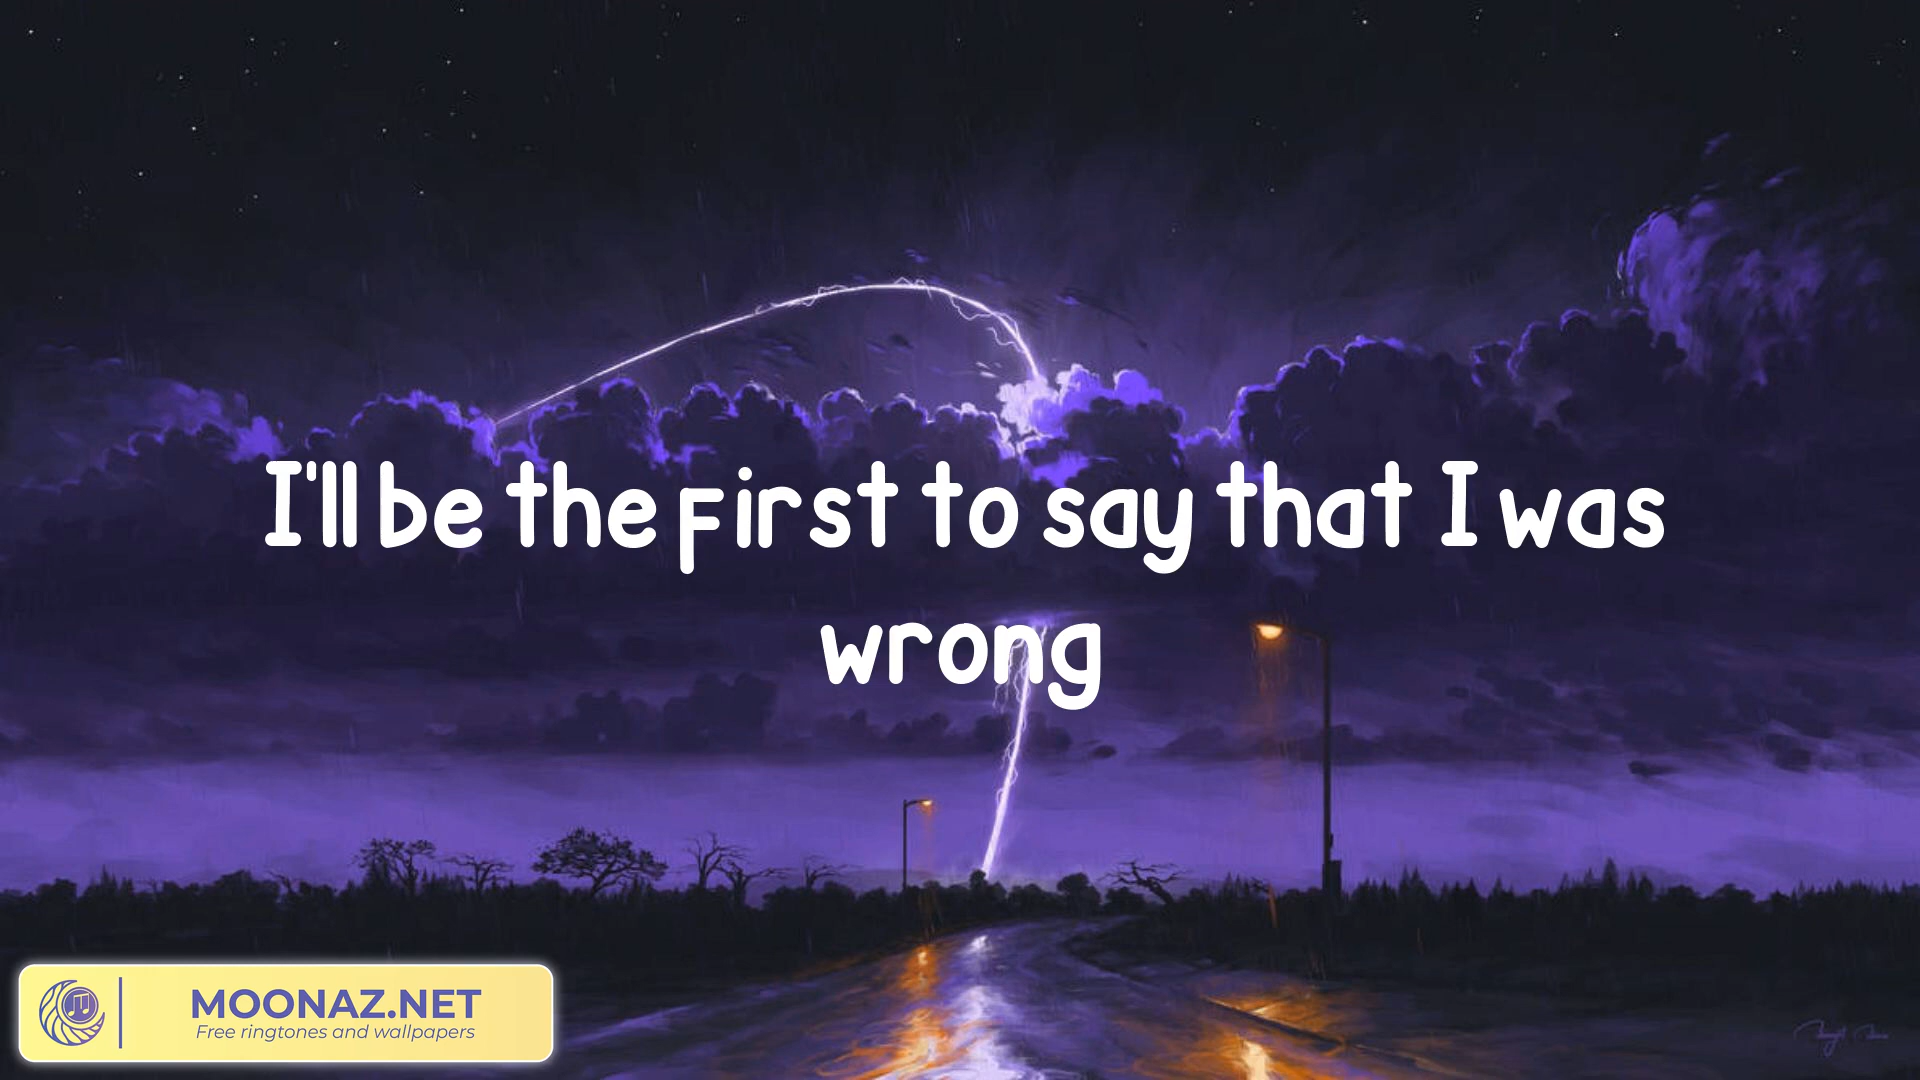 I'll be the first to say that I was
wrong
MOONAZ.NET
Free ringtones and wallpapers